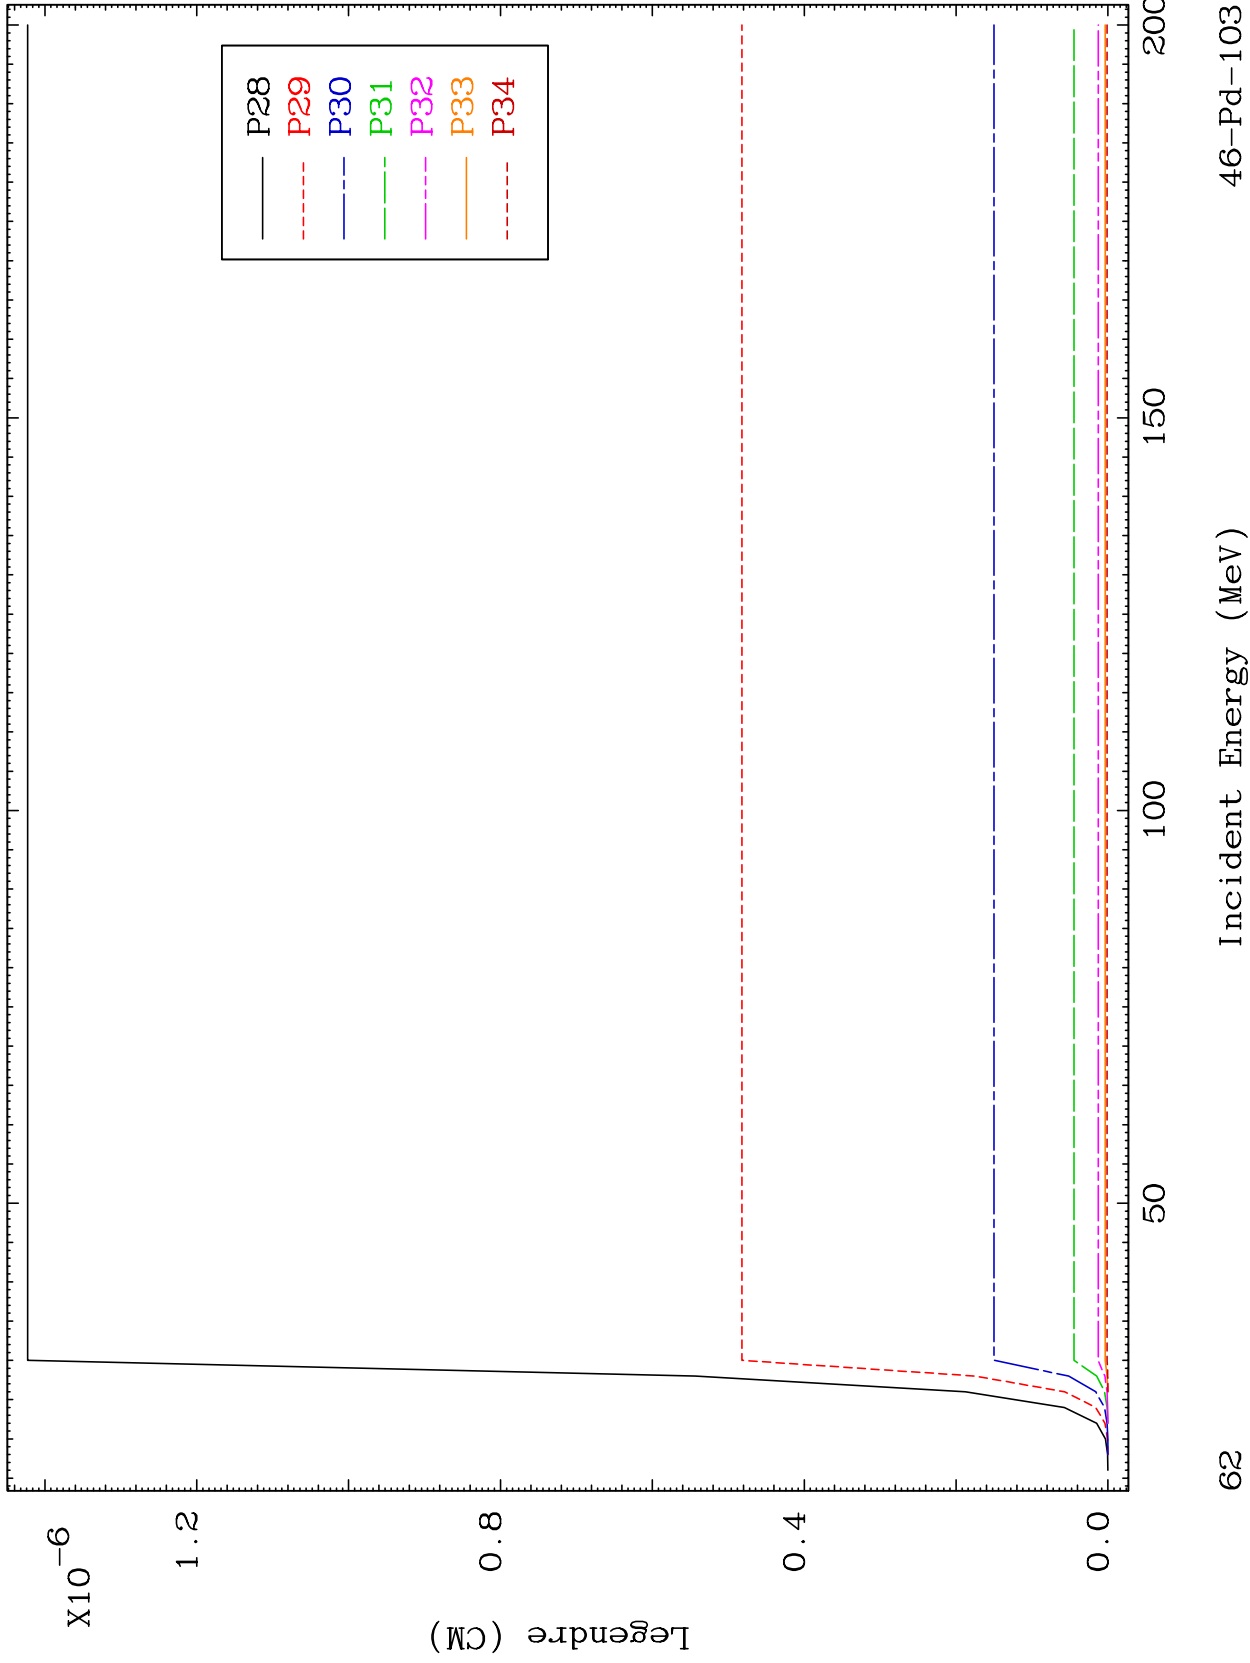 X10-6
1.2
0.8
0.4
0.0
Legendre (CM)
P28
P29
P30
P31
P32
P33
P34
50
100
150
200
Incident Energy (MeV)
62
46-Pd-103